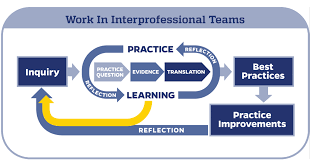 Work In Interprofessional Teams
PRACTICE
REFLECTION
Inquiry
PRACTICE
QUESTION
EVIDENCE
TRANSLATION
Best
Practices
REFLECTION
LEARNING
Practice
Improvements
REFLECTION